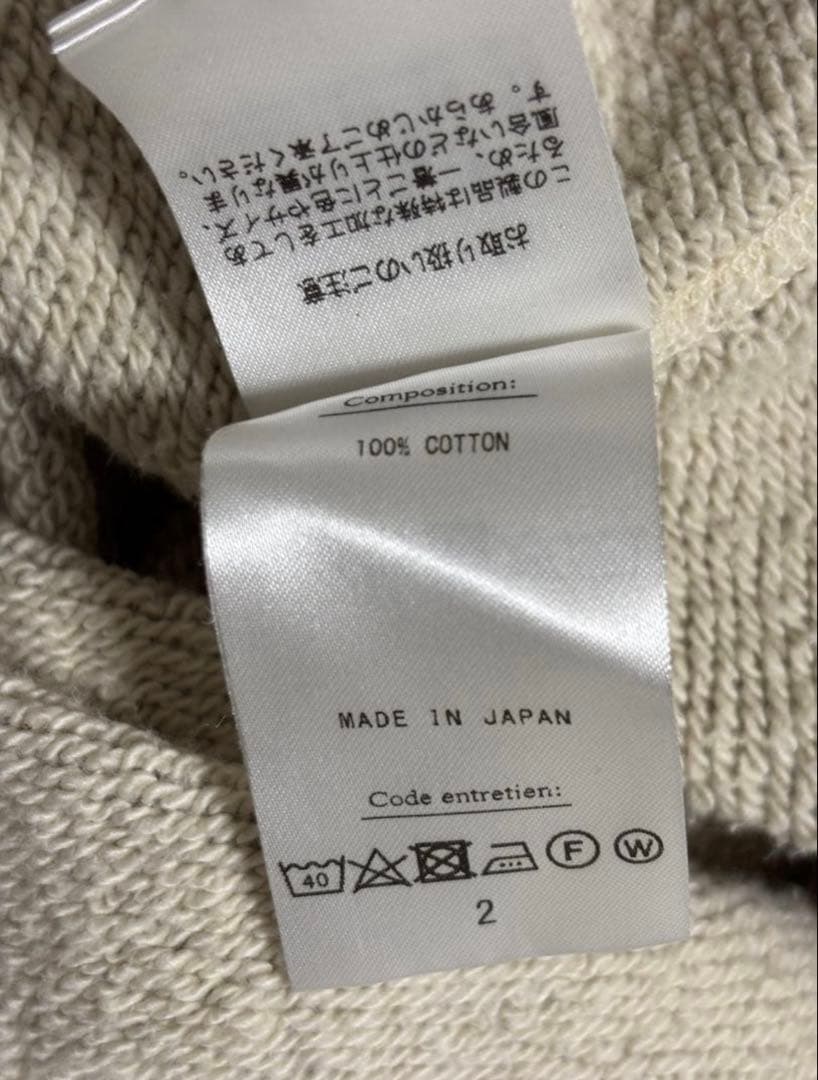 お取り扱いのご注意
この製品は特殊な加工をしてあ
るため、一着ごとに色やサイズ、
風合いなどの仕上りが異なりま
す。あらかじめご了承ください。
Composition:
100% COTTON
MADE IN JAPAN
Code entretien:
40 F W
2